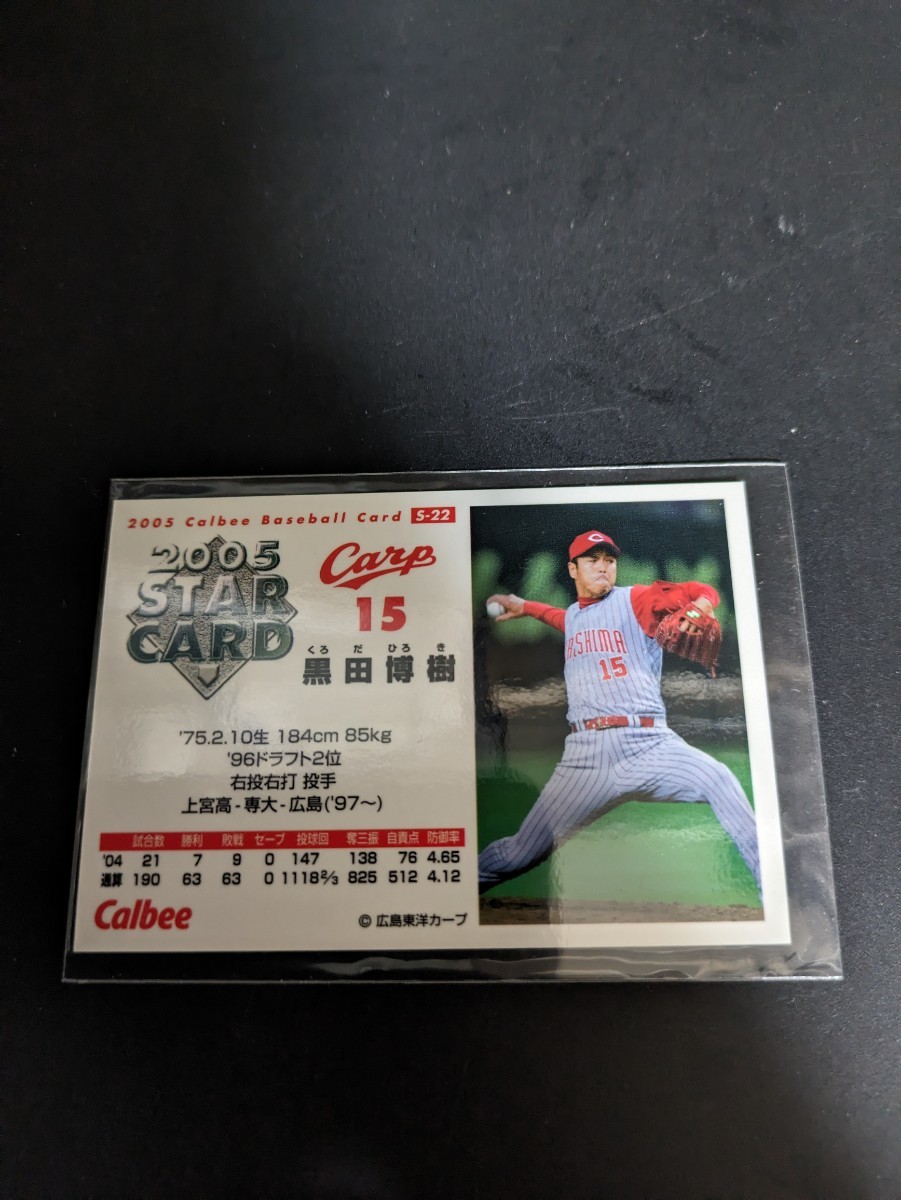 2005 Calbee Baseball Card S-22
2005
STAR
CARD
Carp
15
くろ だ ひろ き
黒田博樹
'75.2.10生 184cm 85kg
'96ドラフト2位
右投右打 投手
上宮高-専大-広島('97〜)
試合数 勝利 敗戦 セーブ 投球回 奪三振 自責点 防御率
'04 21 7 9 0 147 138 76 4.65
通算 190 63 63 0 1118 2/3 825 512 4.12
Calbee
© 広島東洋カープ
C
ASHIMA
15